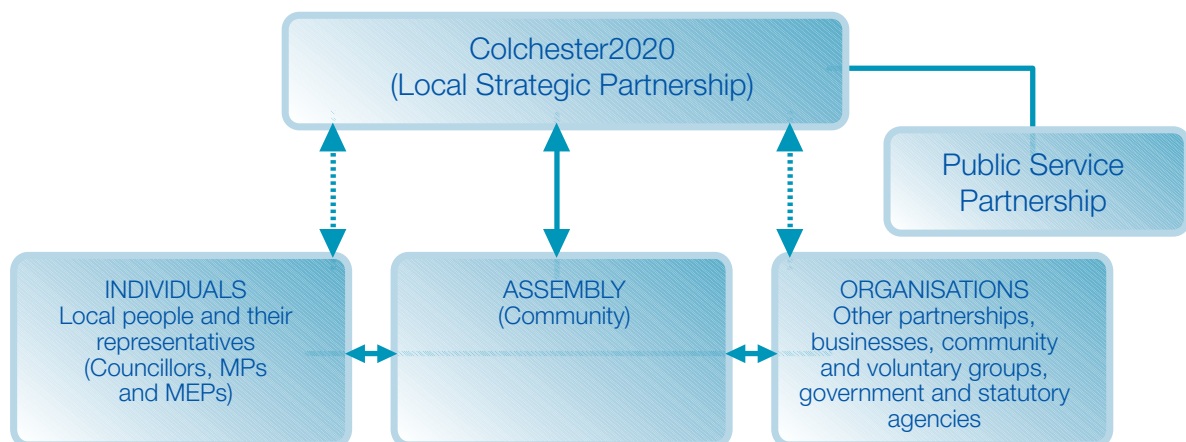 Colchester2020
(Local Strategic Partnership)
Public Service
Partnership
INDIVIDUALS
Local people and their
representatives
(Councillors, MPs
and MEPs)
ASSEMBLY
(Community)
ORGANISATIONS
Other partnerships,
businesses, community
and voluntary groups,
government and statutory
agencies